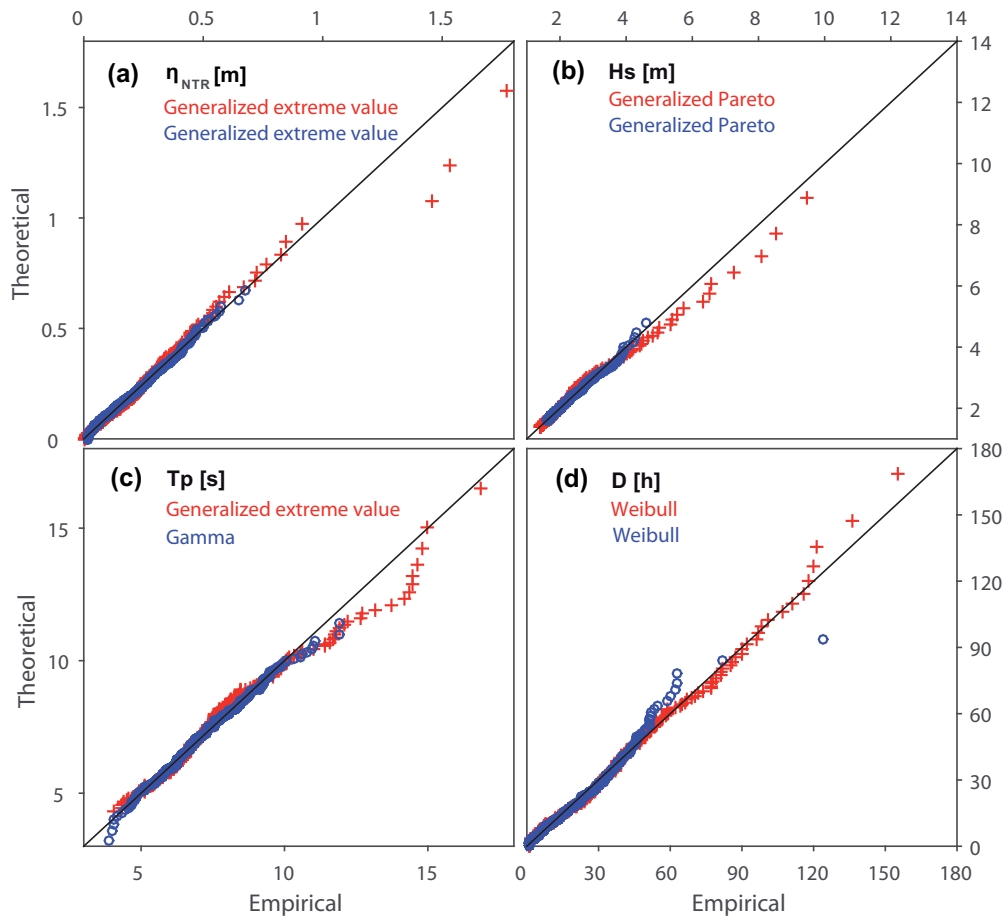 0 0.5 1 1.5
2 4 6 8 10 12 14
(a) η NTR [m]
Generalized extreme value
Generalized extreme value
(b) Hs [m]
Generalized Pareto
Generalized Pareto
Theoretical
1.5
1
0.5
0
14
12
10
8
6
4
2
(c) Tp [s]
Generalized extreme value
Gamma
(d) D [h]
Weibull
Weibull
Theoretical
15
10
5
180
150
120
90
60
30
0
5 10 15
0 30 60 90 120 150 180
Empirical
Empirical